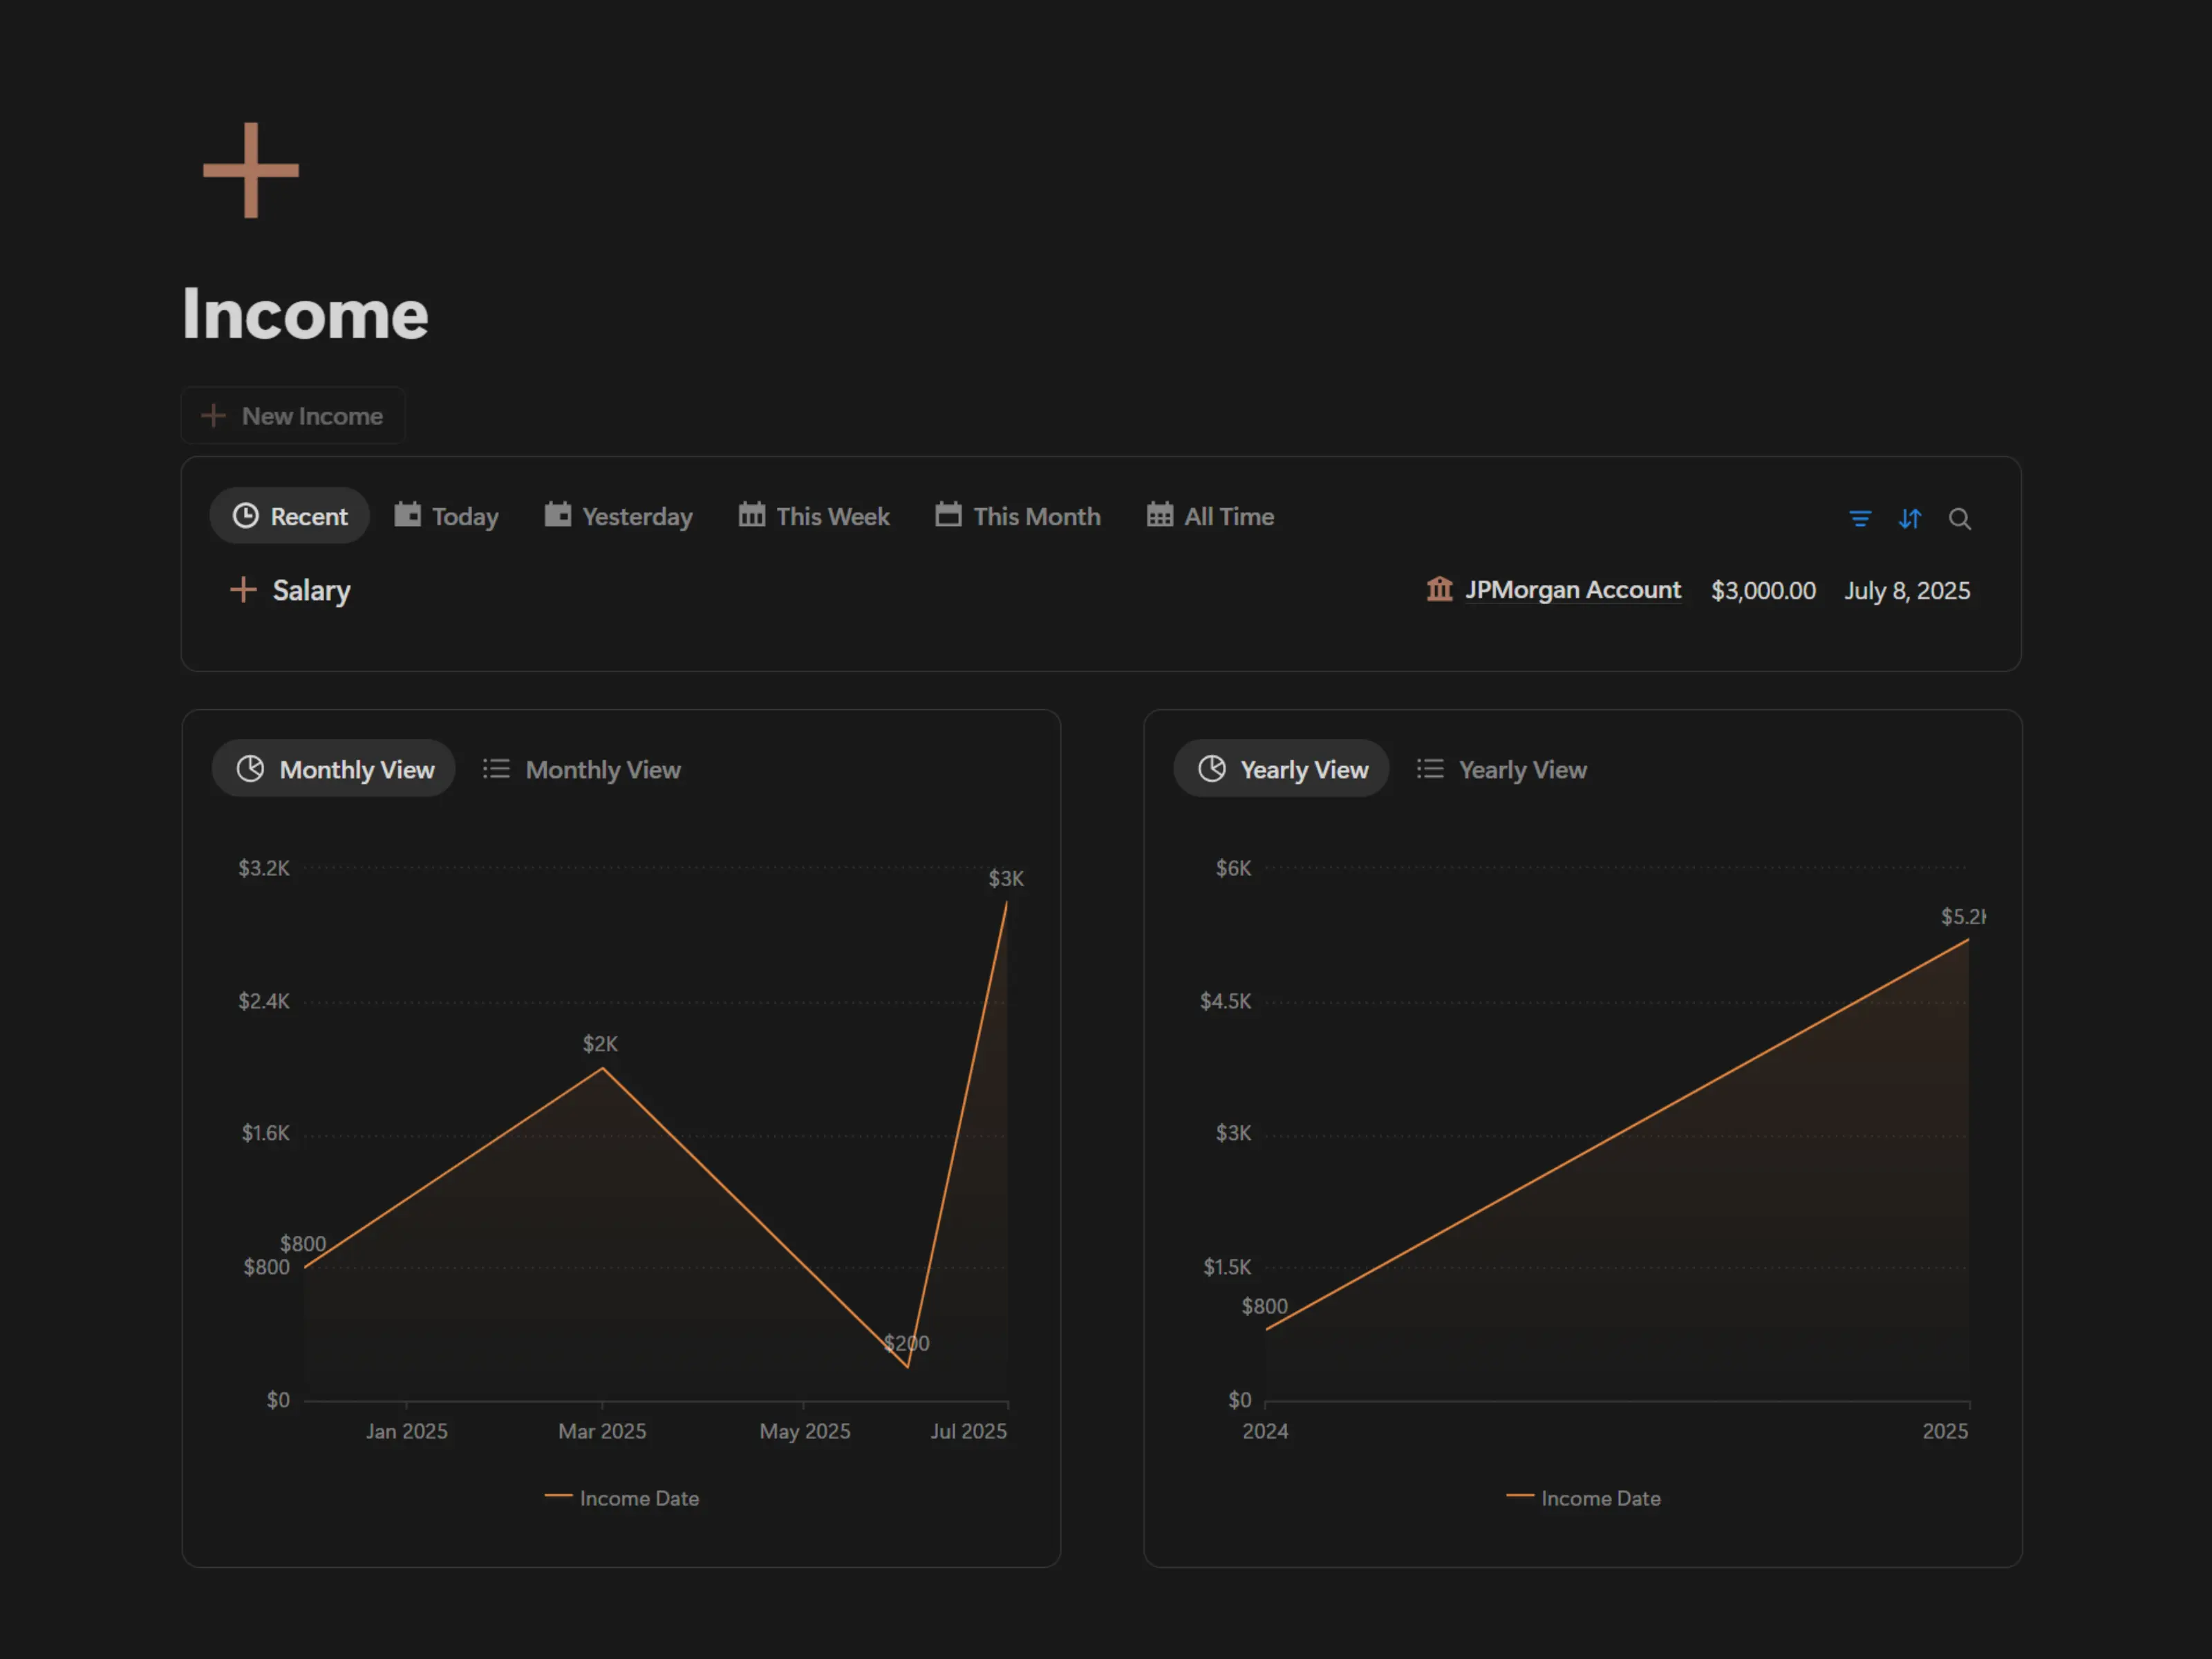 Income
New Income
Recent Today Yesterday This Week This Month All Time
Salary JPMorgan Account $3,000.00 July 8, 2025
Monthly View Monthly View
$3.2K
$3K
$2.4K
$2K
$1.6K
$800
$800
$200
$0
Jan 2025 Mar 2025 May 2025 Jul 2025
Income Date
Yearly View Yearly View
$6K
$5.2K
$4.5K
$3K
$1.5K
$800
$0
2024 2025
Income Date